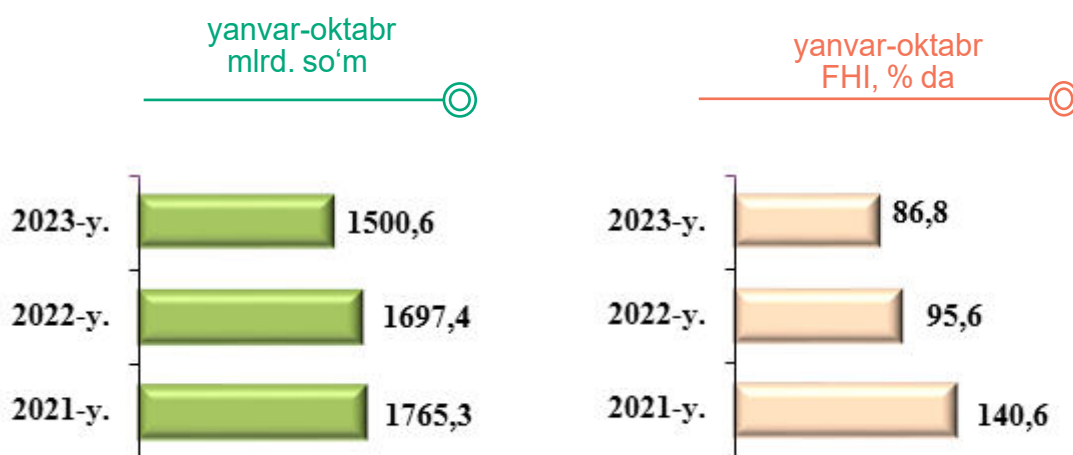 yanvar-oktabr
mlrd. so‘m
2023-y. 1500,6
2022-y. 1697,4
2021-y. 1765,3
yanvar-oktabr
FHI, % da
2023-y. 86,8
2022-y. 95,6
2021-y. 140,6